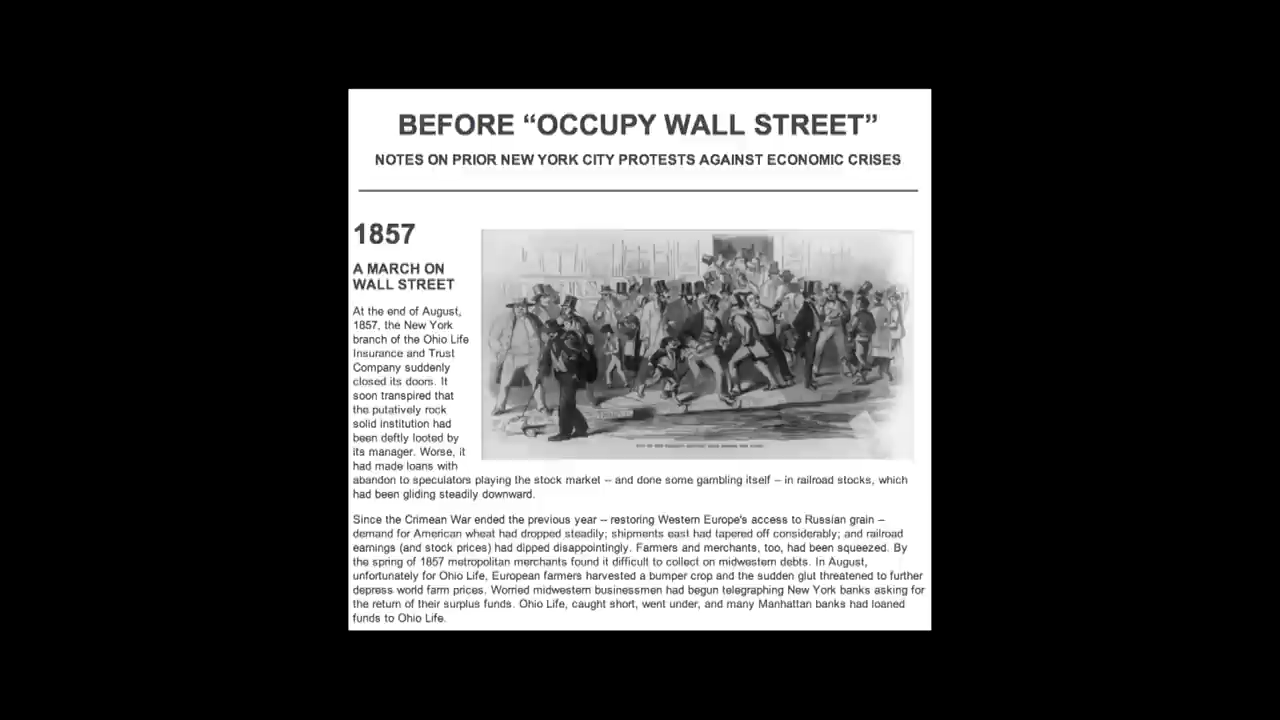 BEFORE “OCCUPY WALL STREET”
NOTES ON PRIOR NEW YORK CITY PROTESTS AGAINST ECONOMIC CRISES
1857
A MARCH ON
WALL STREET
At the end of August,
1857, the New York
branch of the Ohio Life
Insurance and Trust
Company suddenly
closed its doors. It
soon transpired that
the putatively rock
solid institution had
been deftly looted by
its manager. Worse, it
had made loans with
abandon to speculators playing the stock market – and done some gambling itself – in railroad stocks, which
had been gliding steadily downward.
Since the Crimean War ended the previous year – restoring Western Europe's access to Russian grain –
demand for American wheat had dropped steadily; shipments east had tapered off considerably; and railroad
earnings (and stock prices) had dipped disappointingly. Farmers and merchants, too, had been squeezed. By
the spring of 1857 metropolitan merchants found it difficult to collect on midwestern debts. In August,
unfortunately for Ohio Life, European farmers harvested a bumper crop and the sudden glut threatened to further
depress world farm prices. Worried midwestern businessmen had begun telegraphing New York banks asking for
the return of their surplus funds. Ohio Life, caught short, went under, and many Manhattan banks had loaned
funds to Ohio Life.